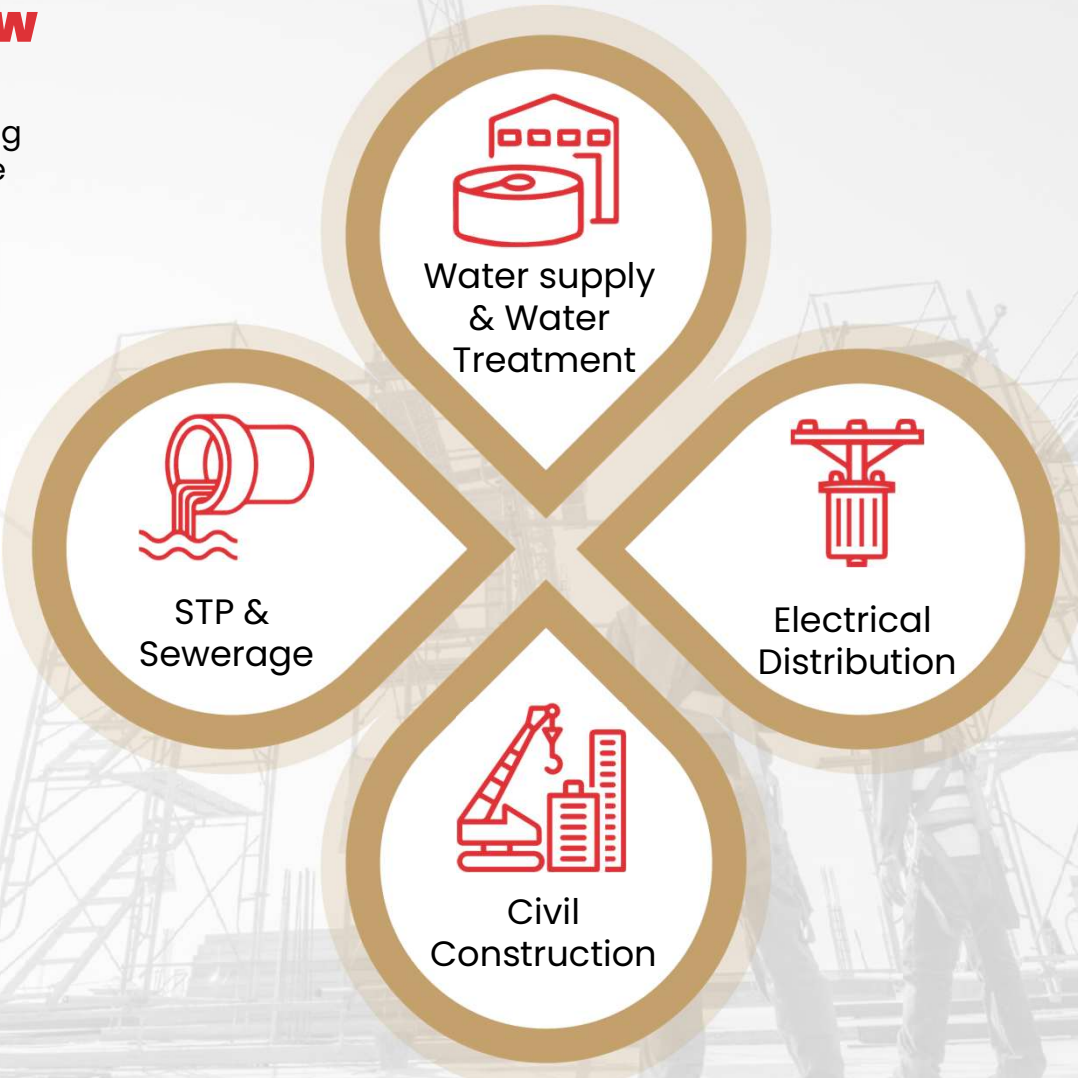 Water supply
& Water
Treatment
STP &
Sewerage
Electrical
Distribution
Civil
Construction